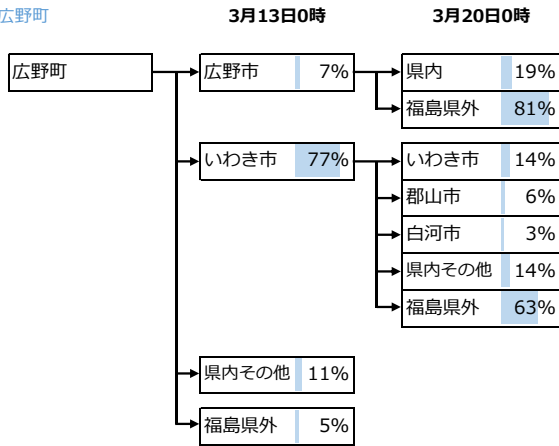 広野町
3月13日0時 3月20日0時
広野町 広野市 7% 県内 19%
福島県外 81%
いわき市 77% いわき市 14%
郡山市 6%
白河市 3%
県内その他 14%
福島県外 63%
県内その他 11%
福島県外 5%